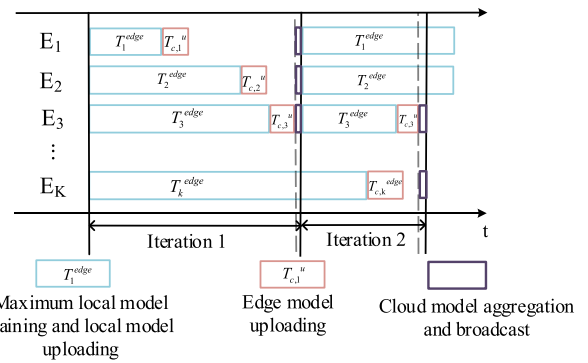 E1 T1^edge Tc,1^u T1^edge
E2 T2^edge Tc,2^u T2^edge
E3 T3^edge Tc,3^u T3^edge Tc,3^u
⋮
EK Tk^edge Tc,k^edge
t
Iteration 1 Iteration 2
T1^edge Tc,1^u
Maximum local model
aining and local model
uploading
Edge model
uploading
Cloud model aggregation
and broadcast